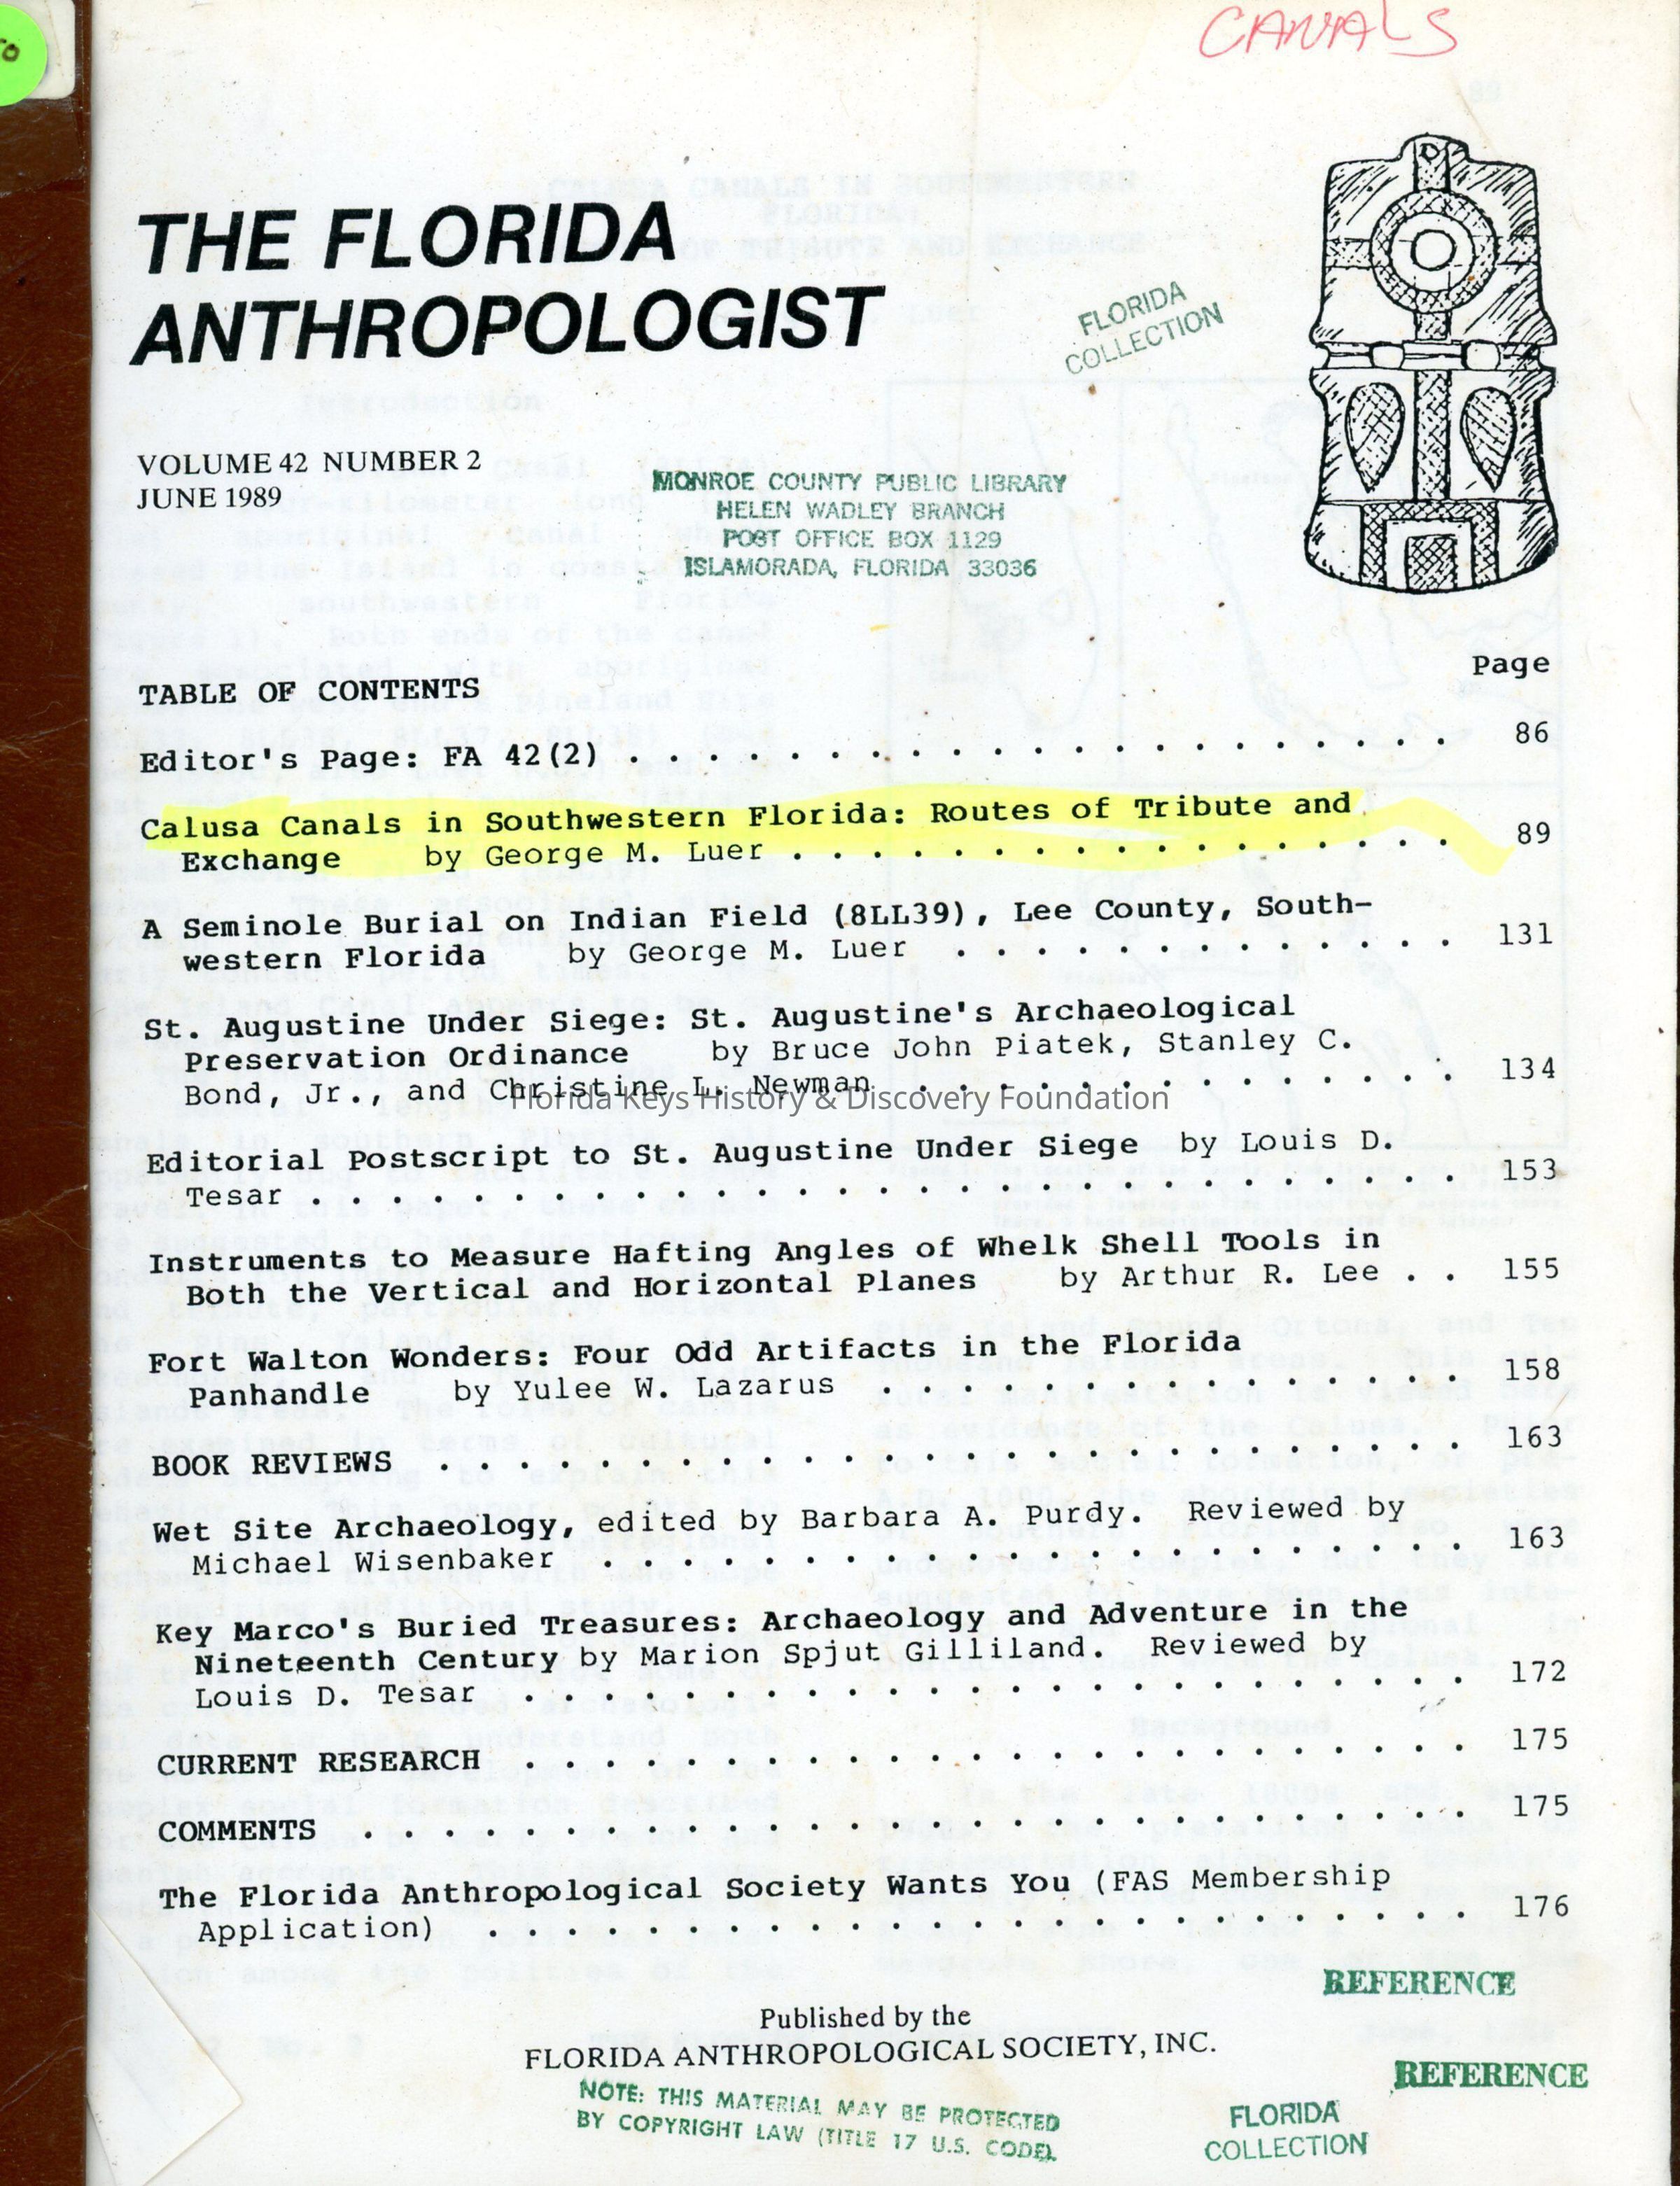 CANALS
THE FLORIDA
ANTHROPOLOGIST
FLORIDA
COLLECTION
VOLUME 42 NUMBER 2
JUNE 1989
MONROE COUNTY PUBLIC LIBRARY
HELEN WADLEY BRANCH
POST OFFICE BOX 1129
ISLAMORADA, FLORIDA 33036
Page
TABLE OF CONTENTS
Editor's Page: FA 42(2) . . . . . . . . . . . . . . . . . . . . . 86
Calusa Canals in Southwestern Florida: Routes of Tribute and
Exchange by George M. Luer . . . . . . . . . . . . . . . . . 89
A Seminole Burial on Indian Field (8LL39), Lee County, South-
western Florida by George M. Luer . . . . . . . . . . . . . 131
St. Augustine Under Siege: St. Augustine's Archaeological
Preservation Ordinance by Bruce John Piatek, Stanley C.
Bond, Jr., and Christine L. Newman . . . . . . . . . . . . . . 134
Florida Keys History & Discovery Foundation
Editorial Postscript to St. Augustine Under Siege by Louis D.
Tesar . . . . . . . . . . . . . . . . . . . . . . . . . . . . . 153
Instruments to Measure Hafting Angles of Whelk Shell Tools in
Both the Vertical and Horizontal Planes by Arthur R. Lee . . 155
Fort Walton Wonders: Four Odd Artifacts in the Florida
Panhandle by Yulee W. Lazarus . . . . . . . . . . . . . . . 158
BOOK REVIEWS . . . . . . . . . . . . . . . . . . . . . . . . . . 163
Wet Site Archaeology, edited by Barbara A. Purdy. Reviewed by
Michael Wisenbaker . . . . . . . . . . . . . . . . . . . . . . 163
Key Marco's Buried Treasures: Archaeology and Adventure in the
Nineteenth Century by Marion Spjut Gilliland. Reviewed by
Louis D. Tesar . . . . . . . . . . . . . . . . . . . . . . . . 172
CURRENT RESEARCH . . . . . . . . . . . . . . . . . . . . . . . . 175
COMMENTS . . . . . . . . . . . . . . . . . . . . . . . . . . . . 175
The Florida Anthropological Society Wants You (FAS Membership
Application) . . . . . . . . . . . . . . . . . . . . . . . . . 176
REFERENCE
Published by the
FLORIDA ANTHROPOLOGICAL SOCIETY, INC.
REFERENCE
NOTE: THIS MATERIAL MAY BE PROTECTED
BY COPYRIGHT LAW (TITLE 17 U.S. CODE).
FLORIDA
COLLECTION